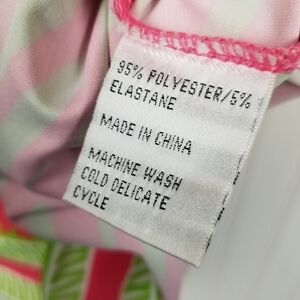 95% POLYESTER/5%
ELASTANE
MADE IN CHINA
MACHINE WASH
COLD DELICATE
CYCLE